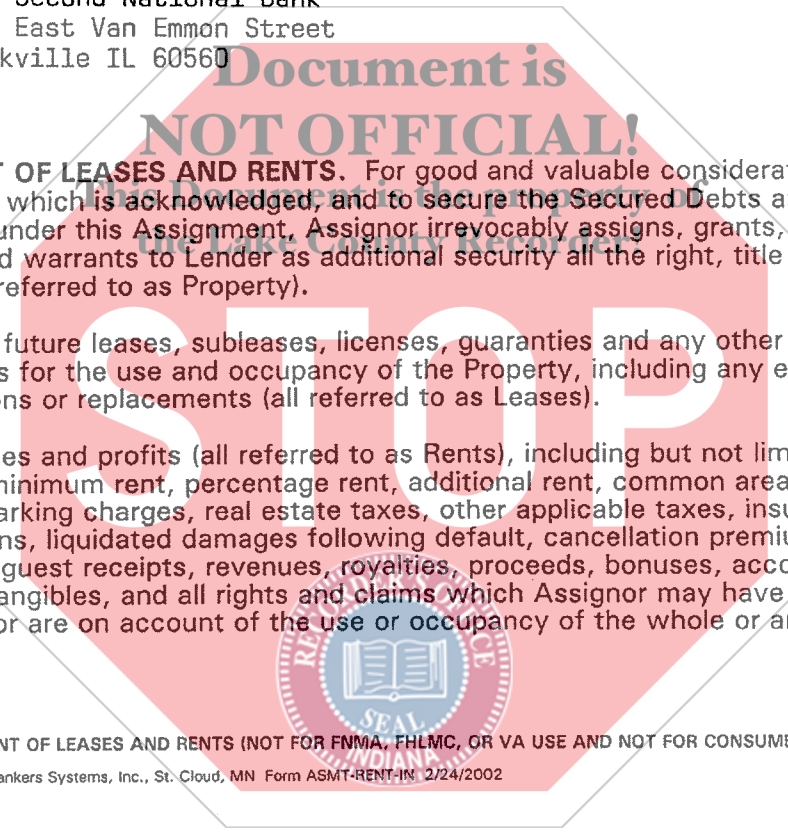 Second National Bank
East Van Emmon Street
kville IL 60560
Document is
NOT OFFICIAL!
T OF LEASES AND RENTS. For good and valuable considerat
which is acknowledged, and to secure the Secured Debts a
This Document is the property of
under this Assignment, Assignor irrevocably assigns, grants,
the Lake County Recorder!
d warrants to Lender as additional security all the right, title
referred to as Property).
future leases, subleases, licenses, guaranties and any other
s for the use and occupancy of the Property, including any e
ns or replacements (all referred to as Leases).
STOP
es and profits (all referred to as Rents), including but not lim
minimum rent, percentage rent, additional rent, common area
arking charges, real estate taxes, other applicable taxes, insu
ns, liquidated damages following default, cancellation premiu
guest receipts, revenues, royalties, proceeds, bonuses, acco
angibles, and all rights and claims which Assignor may have
or are on account of the use or occupancy of the whole or a
RECORDER'S OFFICE
SEAL
INDIANA
NT OF LEASES AND RENTS (NOT FOR FNMA, FHLMC, OR VA USE AND NOT FOR CONSUME
ankers Systems, Inc., St. Cloud, MN Form ASMT-RENT-IN 2/24/2002